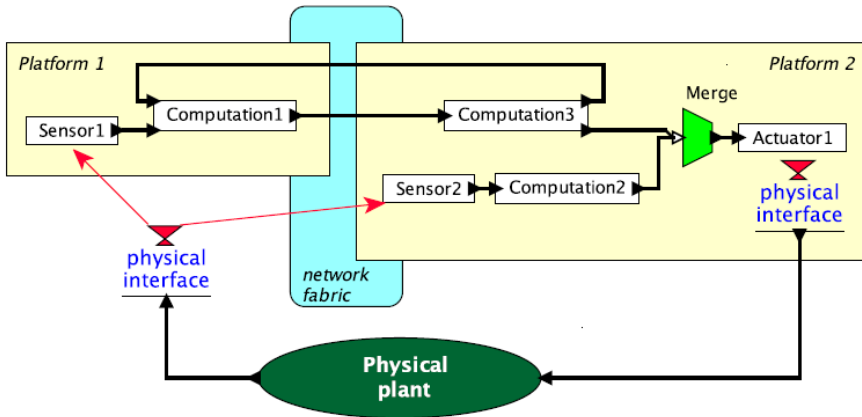 Platform 1
Platform 2
Merge
Computation1
Computation3
Sensor1
Actuator1
Sensor2
Computation2
physical
interface
physical
interface
network
fabric
Physical
plant